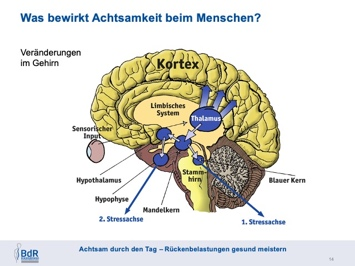 Was bewirkt Achtsamkeit beim Menschen?
Veränderungen
im Gehirn
Kortex
Limbisches
System
Thalamus
Sensorischer
Input
Hypothalamus
Stamm-
hirn
Blauer Kern
Hypophyse
Mandelkern
2. Stressachse
1. Stressachse
Achtsam durch den Tag – Rückenbelastungen gesund meistern
BdR
14